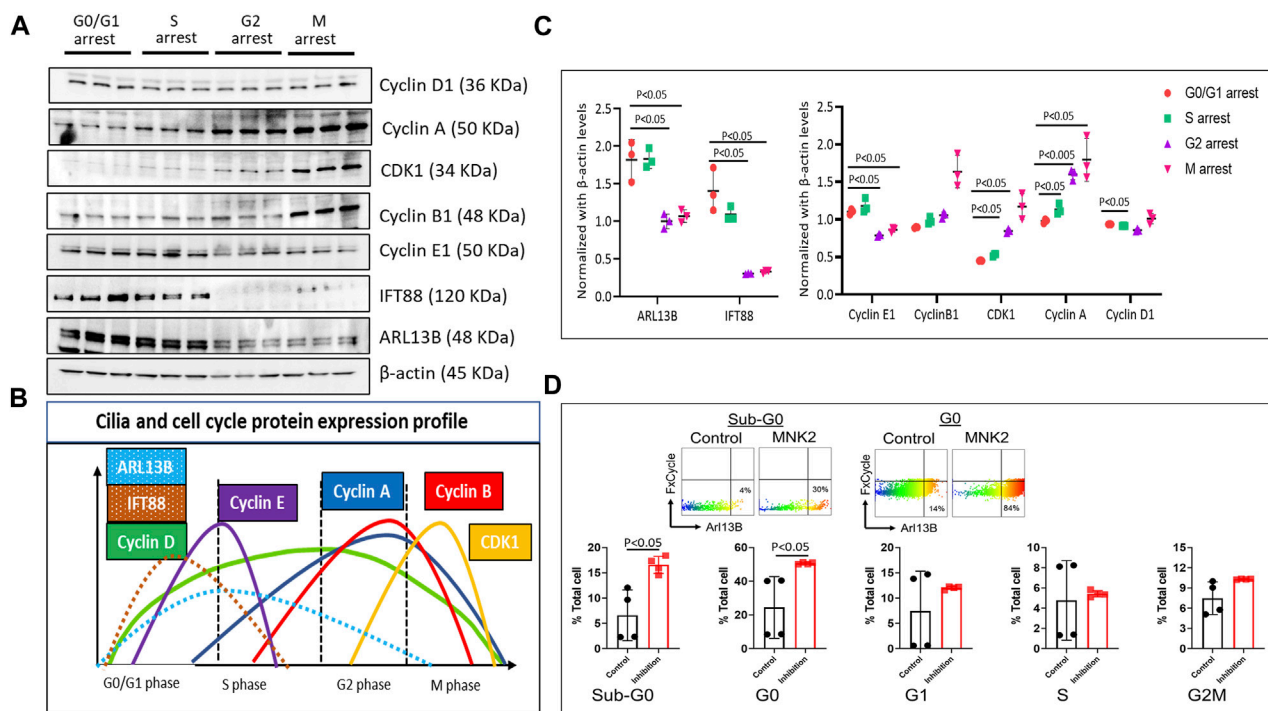 A
G0/G1 arrest
S arrest
G2 arrest
M arrest
Cyclin D1 (36 KDa)
Cyclin A (50 KDa)
CDK1 (34 KDa)
Cyclin B1 (48 KDa)
Cyclin E1 (50 KDa)
IFT88 (120 KDa)
ARL13B (48 KDa)
β-actin (45 KDa)
B
Cilia and cell cycle protein expression profile
ARL13B
IFT88
Cyclin D
Cyclin E
Cyclin A
Cyclin B
CDK1
G0/G1 phase
S phase
G2 phase
M phase
C
Normalized with β-actin levels
2.5
2.0
1.5
1.0
0.5
0.0
P<0.05
P<0.05
P<0.05
P<0.05
ARL13B
IFT88
Normalized with β-actin levels
2.5
2.0
1.5
1.0
0.5
0.0
P<0.05
P<0.05
P<0.05
P<0.05
P<0.05
P<0.005
P<0.05
P<0.05
Cyclin E1
CyclinB1
CDK1
Cyclin A
Cyclin D1
G0/G1 arrest
S arrest
G2 arrest
M arrest
D
Sub-G0
Control
MNK2
FxCycle
4%
30%
Arl13B
G0
Control
MNK2
FxCycle
14%
84%
Arl13B
% Total cell
20
15
10
5
0
P<0.05
Control
Inhibition
Sub-G0
% Total cell
60
40
20
0
P<0.05
Control
Inhibition
G0
% Total cell
20
15
10
5
0
Control
Inhibition
G1
% Total cell
10
8
6
4
2
0
Control
Inhibition
S
% Total cell
15
12
9
6
3
0
Control
Inhibition
G2M